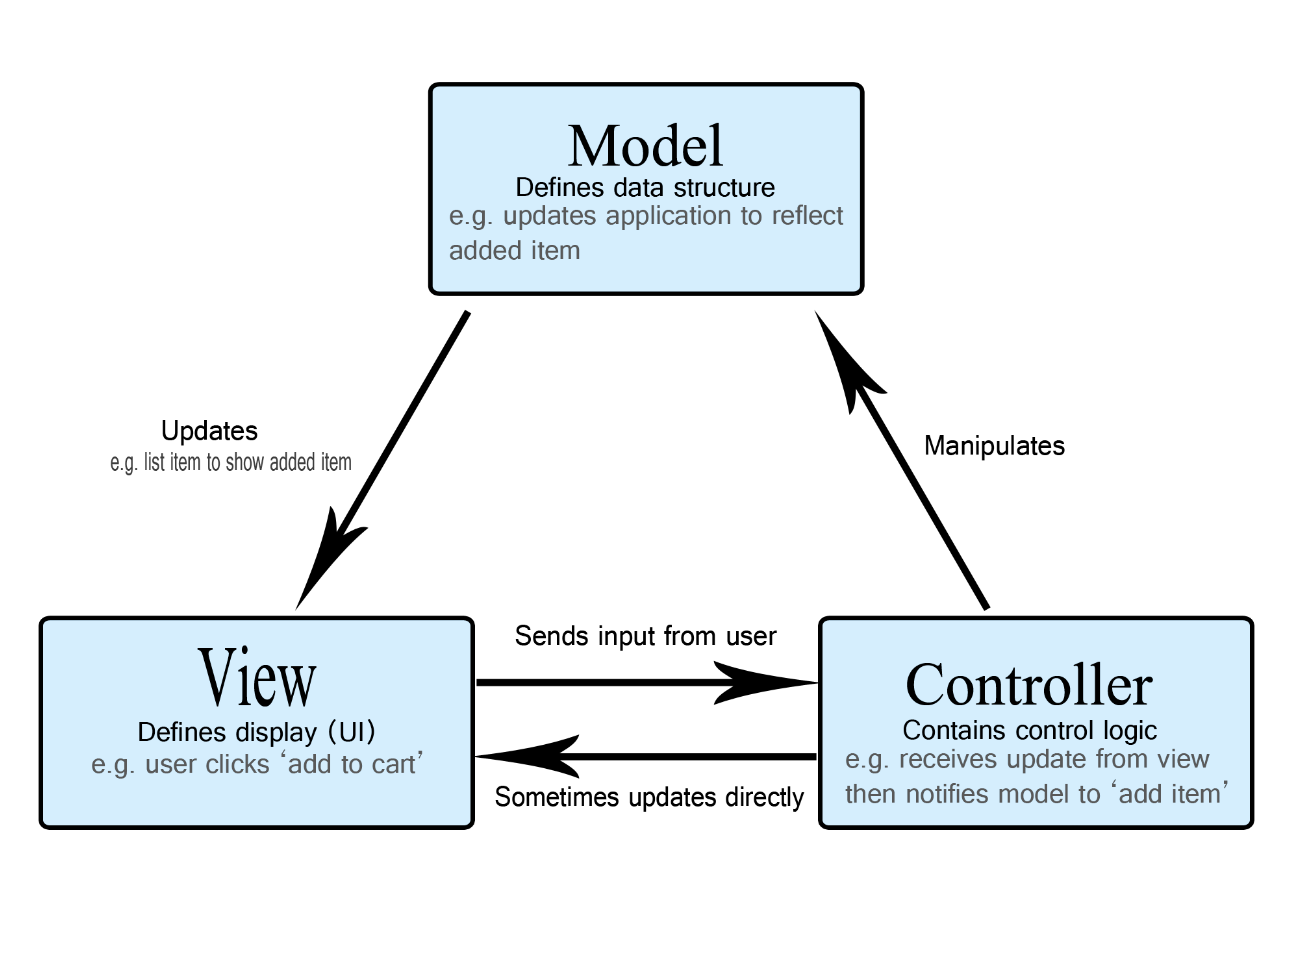 Model
Defines data structure
e.g. updates application to reflect
added item
Updates
e.g. list item to show added item
Manipulates
View
Defines display (UI)
e.g. user clicks ‘add to cart’
Sends input from user
Sometimes updates directly
Controller
Contains control logic
e.g. receives update from view
then notifies model to ‘add item’